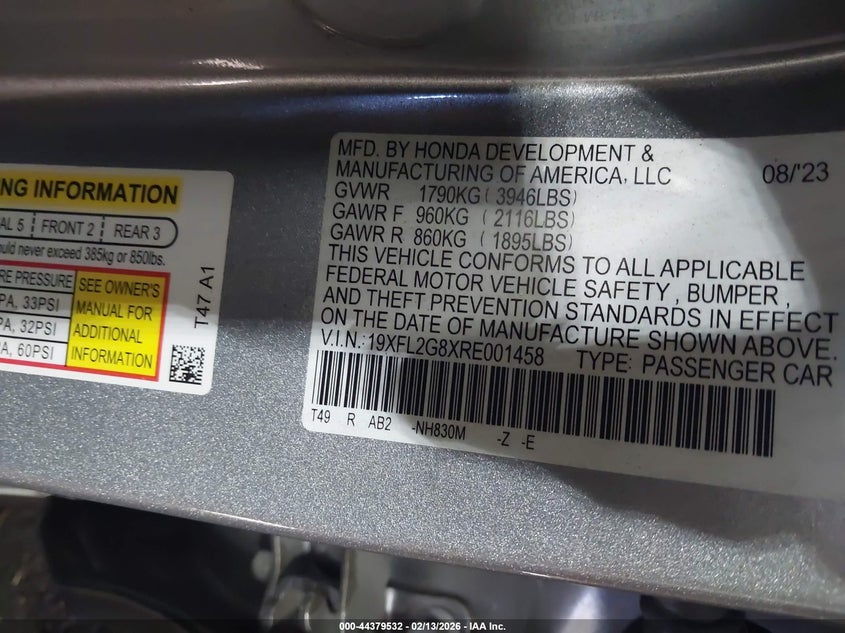 NG INFORMATION
AL 5 FRONT 2 REAR 3
ould never exceed 385kg or 850lbs.
RE PRESSURE
PA, 33PSI
PA, 32PSI
A, 60PSI
SEE OWNER'S
MANUAL FOR
ADDITIONAL
INFORMATION
T47 A1
MFD. BY HONDA DEVELOPMENT &
MANUFACTURING OF AMERICA, LLC 08/'23
GVWR 1790KG ( 3946LBS)
GAWR F 960KG ( 2116LBS)
GAWR R 860KG ( 1895LBS)
THIS VEHICLE CONFORMS TO ALL APPLICABLE
FEDERAL MOTOR VEHICLE SAFETY , BUMPER ,
AND THEFT PREVENTION STANDARDS IN EFFECT
ON THE DATE OF MANUFACTURE SHOWN ABOVE.
V.I.N.: 19XFL2G8XRE001458 TYPE: PASSENGER CAR
T49 R AB2 -NH830M -Z -E
000-44379532 - 02/13/2026 - IAA Inc.